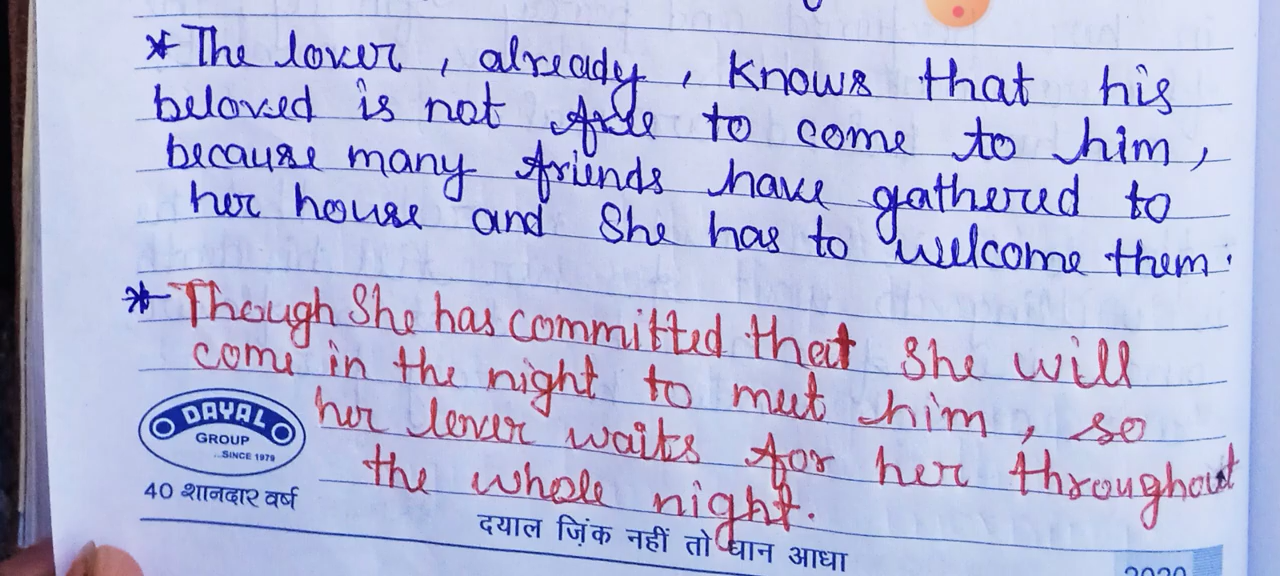 * The lover, already, knows that his
beloved is not free to come to him,
because many friends have gathered to
her house and She has to welcome them.
* Though She has committed that She will
come in the night to meet him, so
her lover waits for her throughout
the whole night.
DAYAL
GROUP
...SINCE 1979
40 शानदार वर्ष
दयाल ज़िंक नहीं तो धान आधा
2020